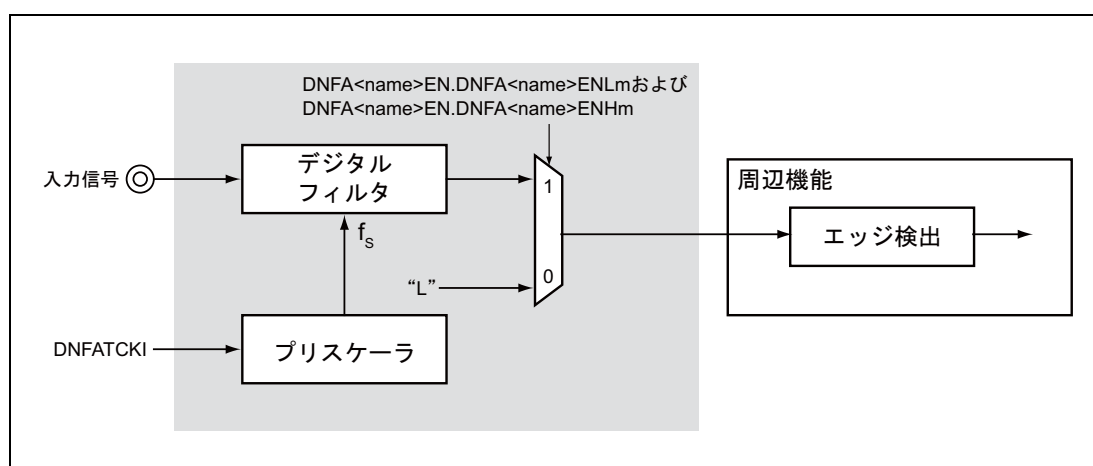 DNFA<name>EN.DNFA<name>ENLmおよび
DNFA<name>EN.DNFA<name>ENHm
入力信号
デジタル
フィルタ
1
周辺機能
エッジ検出
fS
“L”
0
DNFATCKI
プリスケーラ